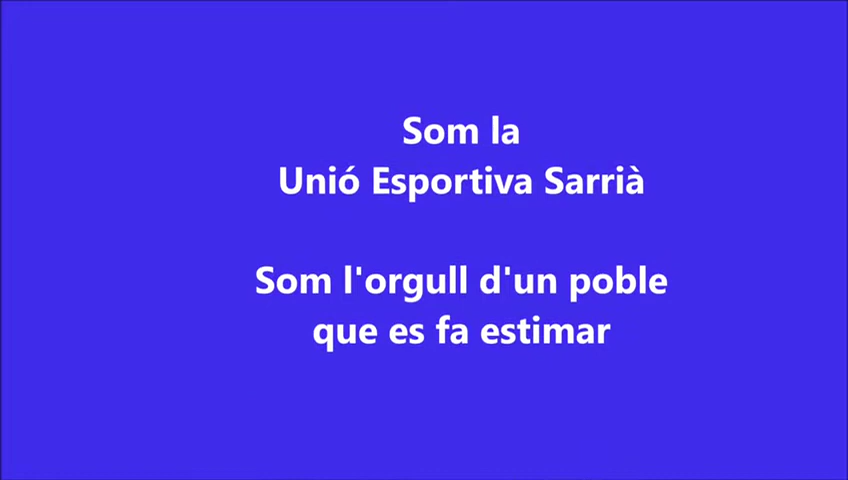 Som la
Unió Esportiva Sarrià
Som l'orgull d'un poble
que es fa estimar